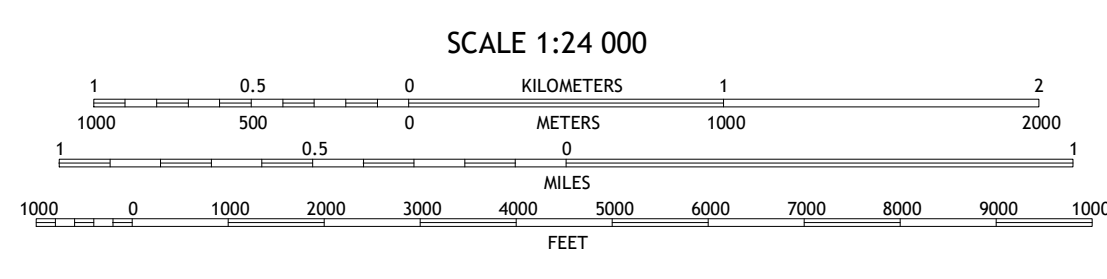 SCALE 1:24 000
1 0.5 0 KILOMETERS 1 2
1000 500 0 METERS 1000 2000
1 0.5 0 1
MILES
1000 0 1000 2000 3000 4000 5000 6000 7000 8000 9000 1000
FEET